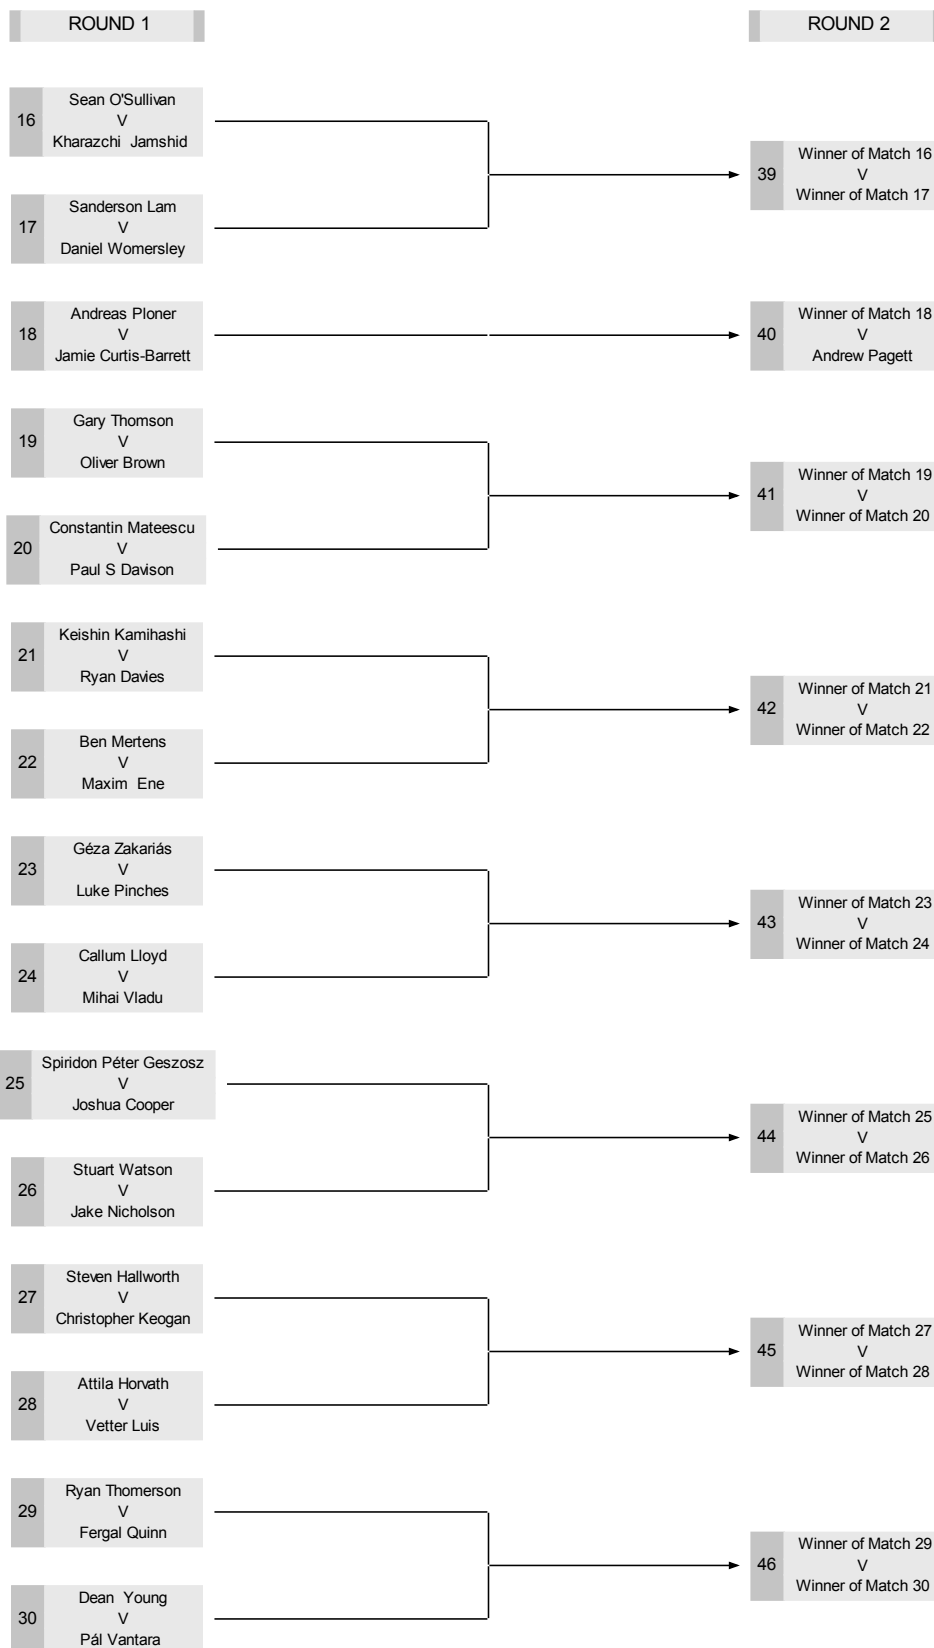 ROUND 1
ROUND 2
16
Sean O'Sullivan
V
Kharazchi  Jamshid
17
Sanderson Lam
V
Daniel Womersley
39
Winner of Match 16
V
Winner of Match 17
18
Andreas Ploner
V
Jamie Curtis-Barrett
40
Winner of Match 18
V
Andrew Pagett
19
Gary Thomson
V
Oliver Brown
20
Constantin Mateescu
V
Paul S Davison
41
Winner of Match 19
V
Winner of Match 20
21
Keishin Kamihashi
V
Ryan Davies
22
Ben Mertens
V
Maxim  Ene
42
Winner of Match 21
V
Winner of Match 22
23
Géza Zakariás
V
Luke Pinches
24
Callum Lloyd
V
Mihai Vladu
43
Winner of Match 23
V
Winner of Match 24
25
Spiridon Péter Geszosz
V
Joshua Cooper
26
Stuart Watson
V
Jake Nicholson
44
Winner of Match 25
V
Winner of Match 26
27
Steven Hallworth
V
Christopher Keogan
28
Attila Horvath
V
Vetter Luis
45
Winner of Match 27
V
Winner of Match 28
29
Ryan Thomerson
V
Fergal Quinn
30
Dean  Young
V
Pál Vantara
46
Winner of Match 29
V
Winner of Match 30